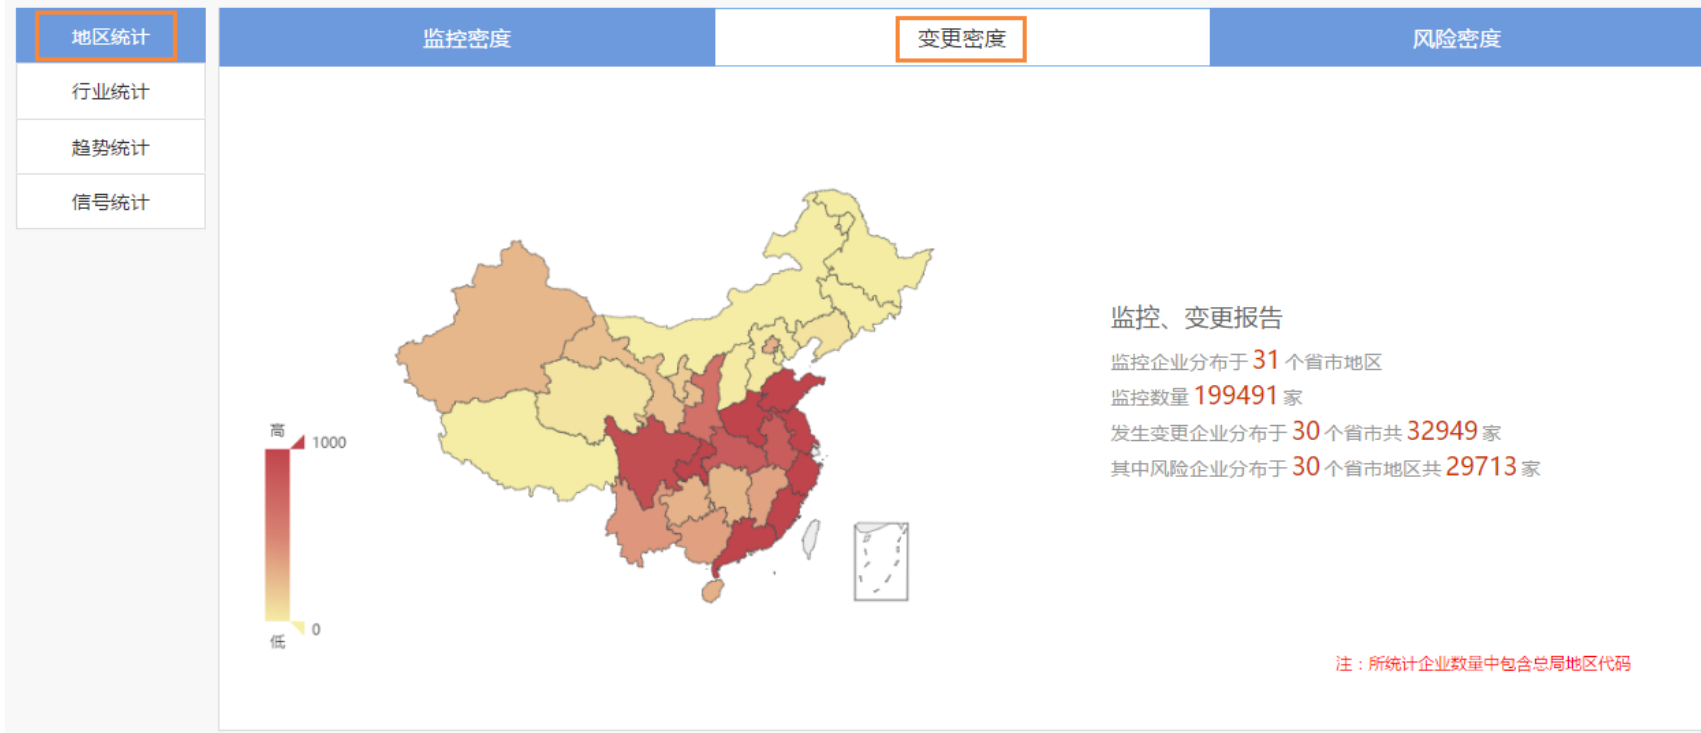 地区统计
行业统计
趋势统计
信号统计
监控密度
变更密度
风险密度
高
1000
0
低
监控、变更报告
监控企业分布于 31 个省市地区
监控数量 199491 家
发生变更企业分布于 30 个省市共 32949 家
其中风险企业分布于 30 个省市地区共 29713 家
注：所统计企业数量中包含总局地区代码